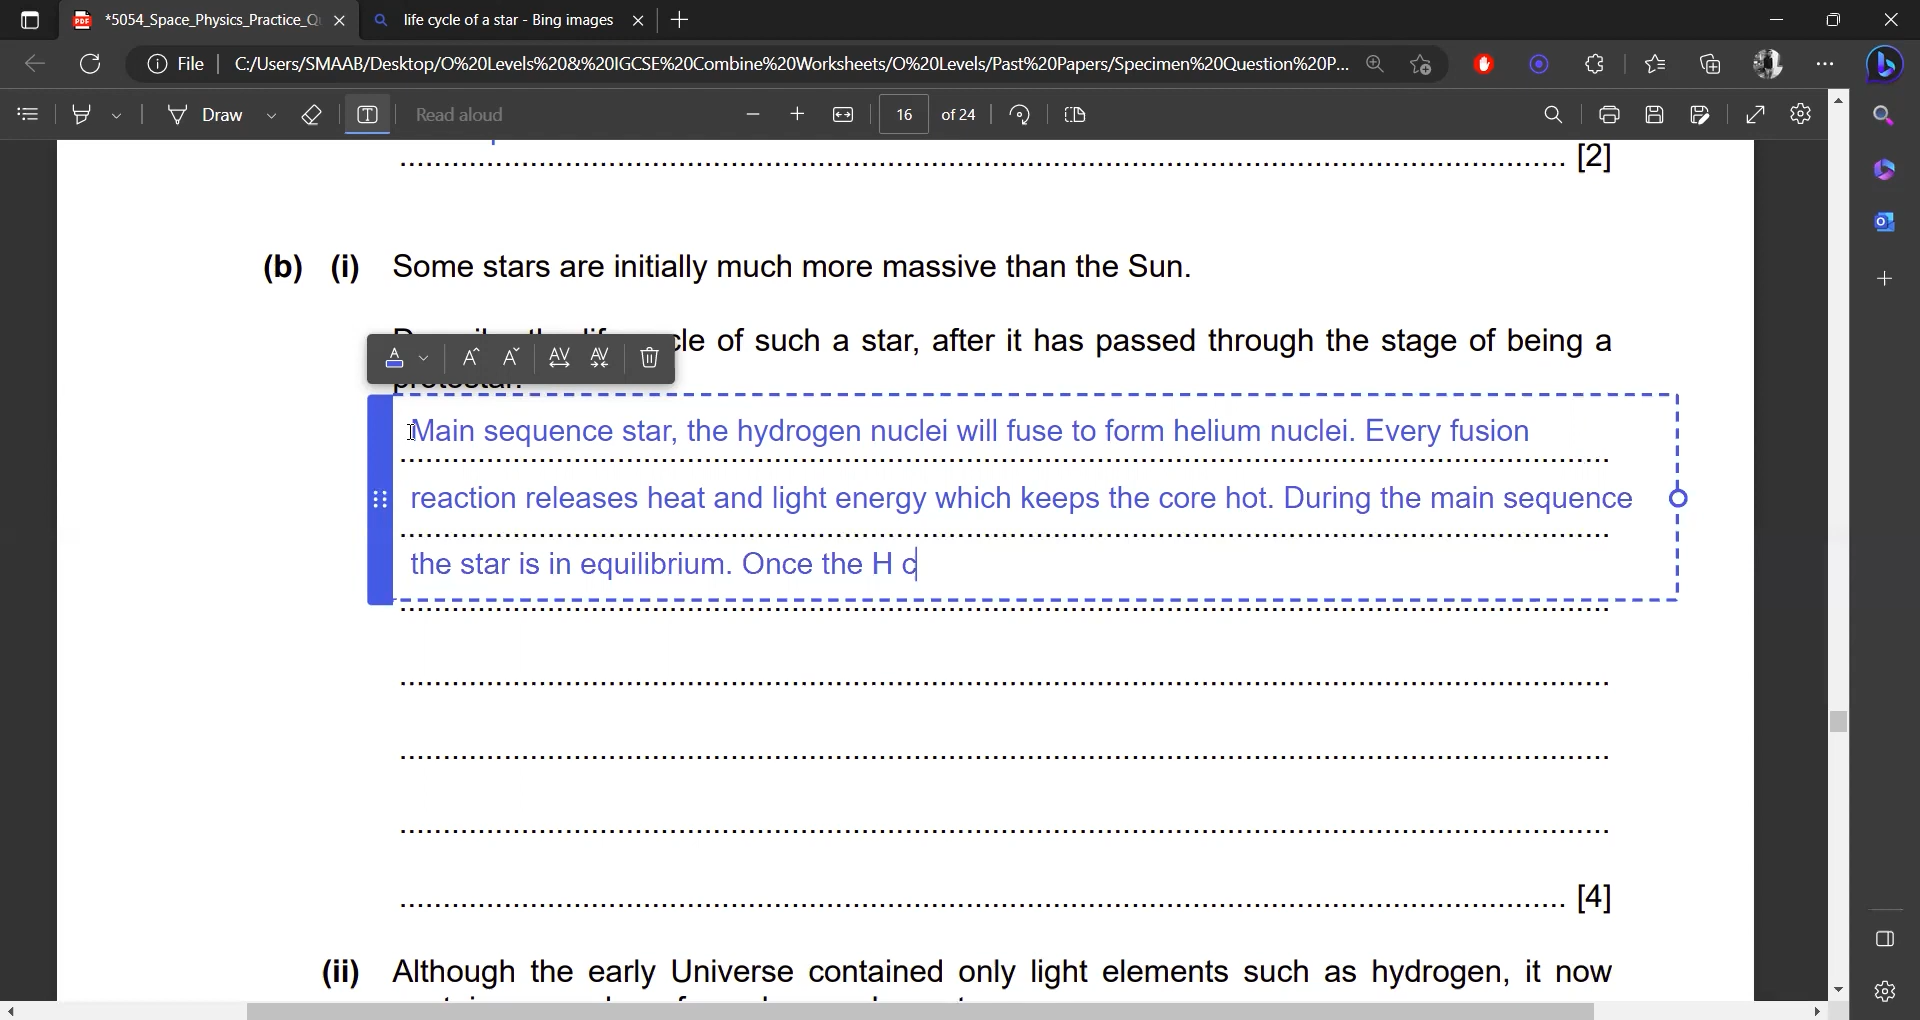 *5054_Space_Physics_Practice_Q
life cycle of a star - Bing images
File
C:/Users/SMAAB/Desktop/O%20Levels%20&%20IGCSE%20Combine%20Worksheets/O%20Levels/Past%20Papers/Specimen%20Question%20P...
Draw
Read aloud
16
of 24
[2]
(b) (i) Some stars are initially much more massive than the Sun.
cle of such a star, after it has passed through the stage of being a
protostar.
Main sequence star, the hydrogen nuclei will fuse to form helium nuclei. Every fusion
reaction releases heat and light energy which keeps the core hot. During the main sequence
the star is in equilibrium. Once the H c
[4]
(ii) Although the early Universe contained only light elements such as hydrogen, it now